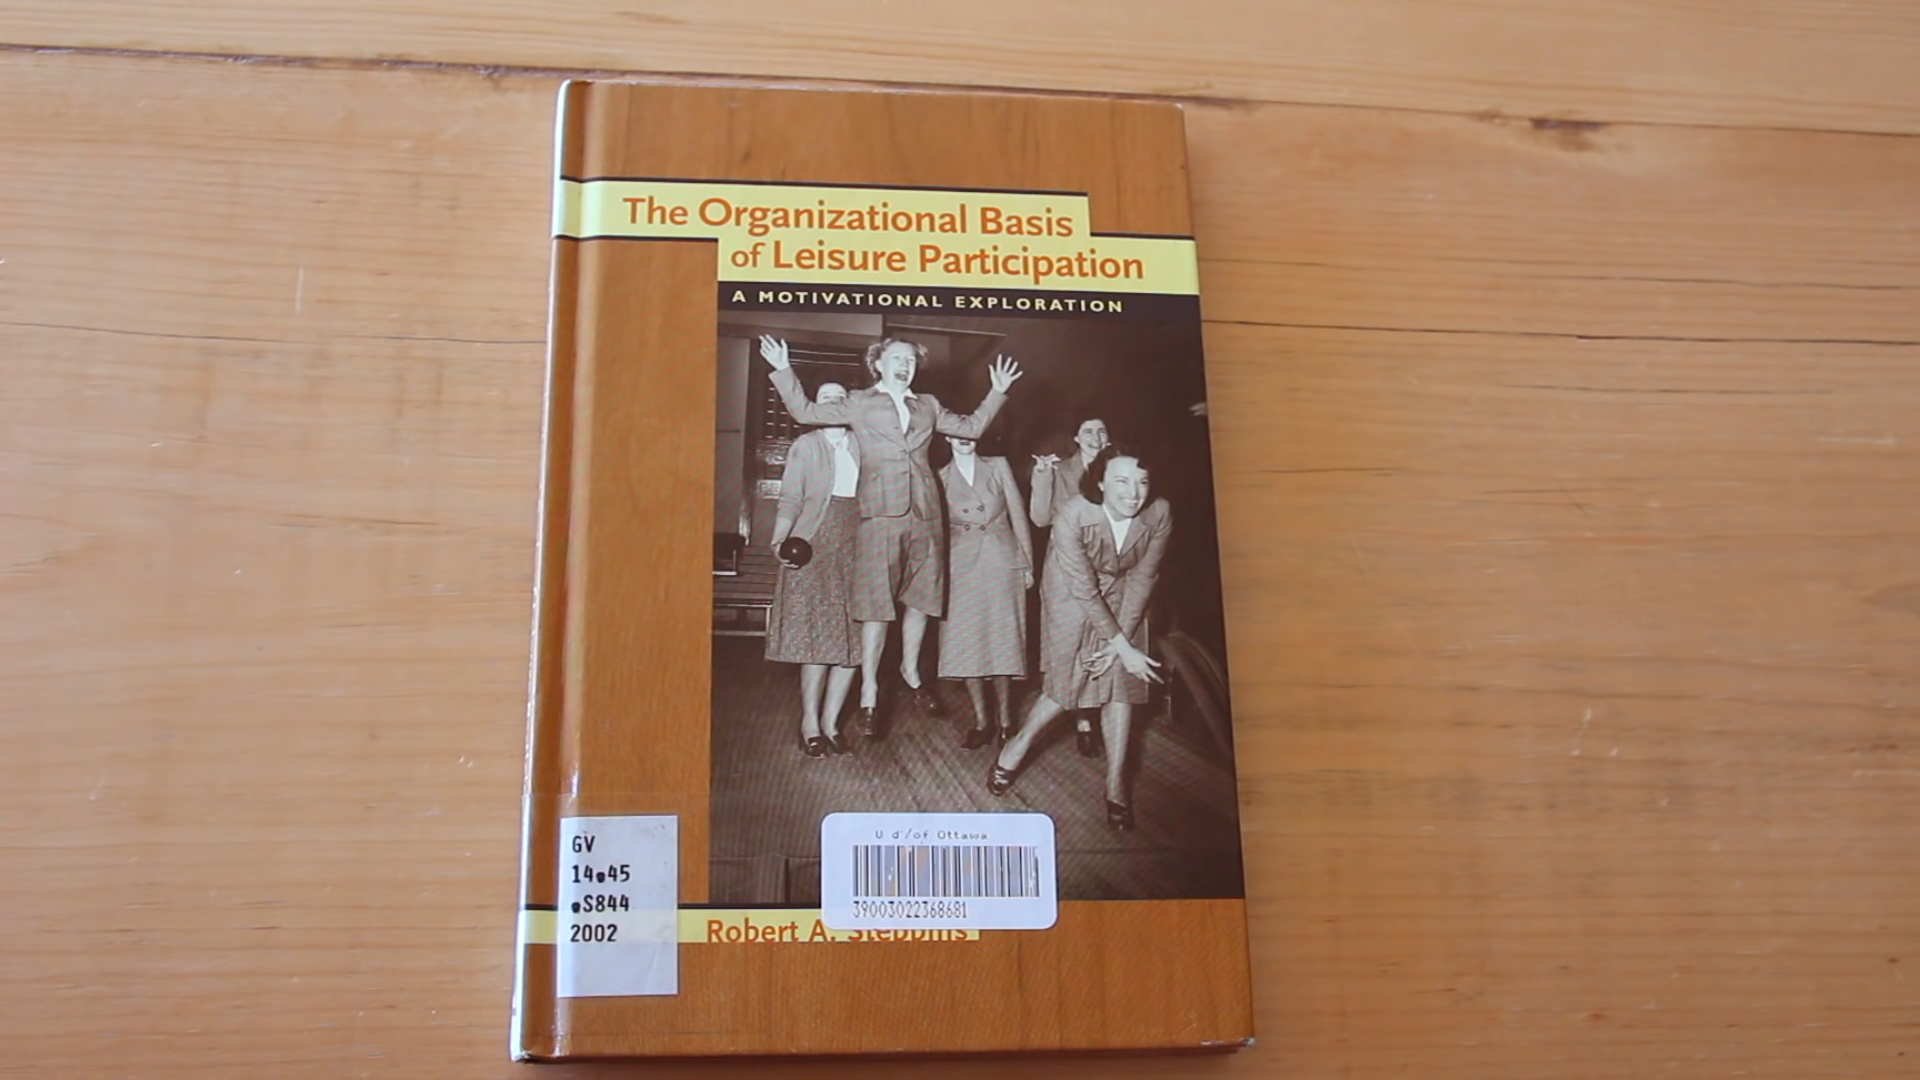 The Organizational Basis
of Leisure Participation
A MOTIVATIONAL EXPLORATION
GV
14.45
.S844
2002
U d'/of Ottawa
39003022368681
Robert A. Stebbins